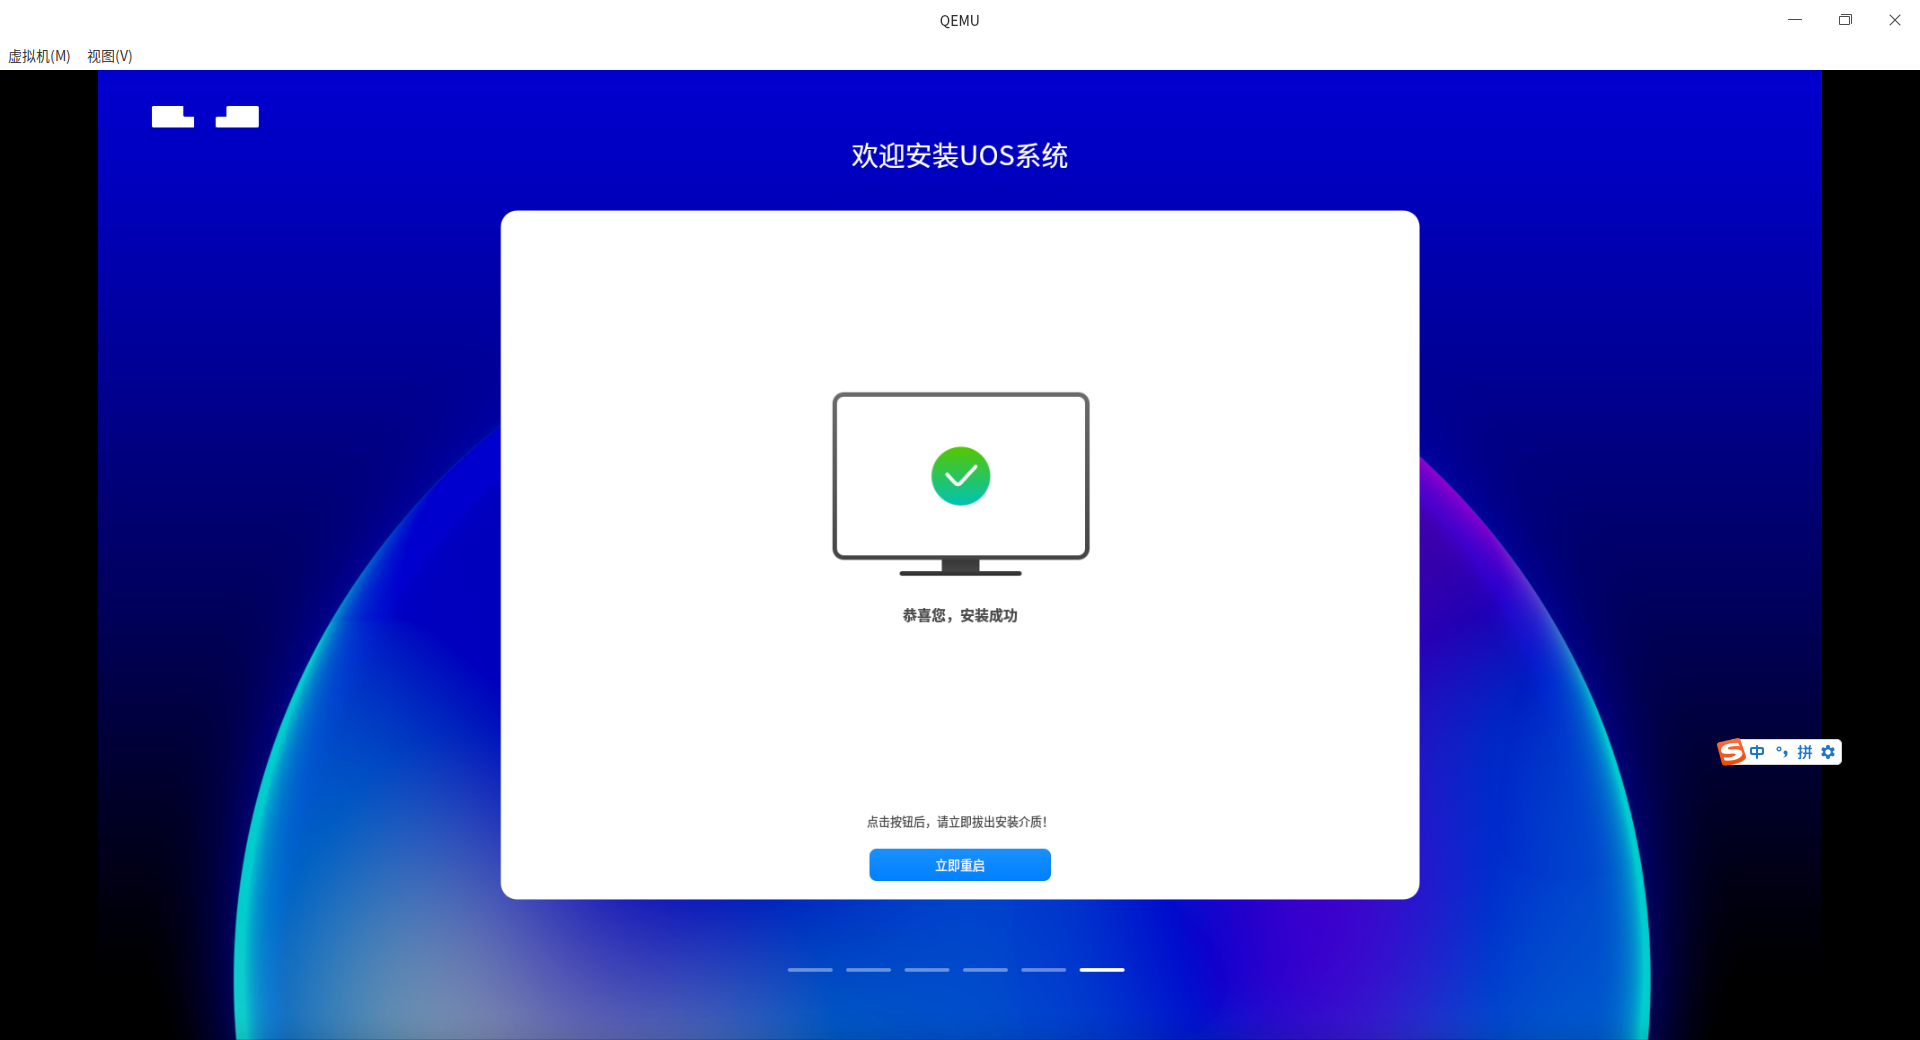 QEMU
虚拟机(M) 视图(V)
欢迎安装UOS系统
恭喜您，安装成功
中 °, 拼
点击按钮后，请立即拔出安装介质！
立即重启